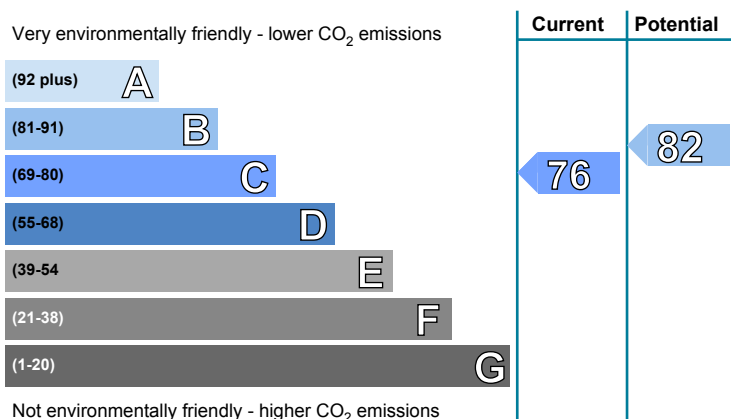 Very environmentally friendly - lower CO2 emissions
Current Potential
(92 plus) A
(81-91) B
82
(69-80) C
76
(55-68) D
(39-54 E
(21-38) F
(1-20) G
Not environmentally friendly - higher CO2 emissions